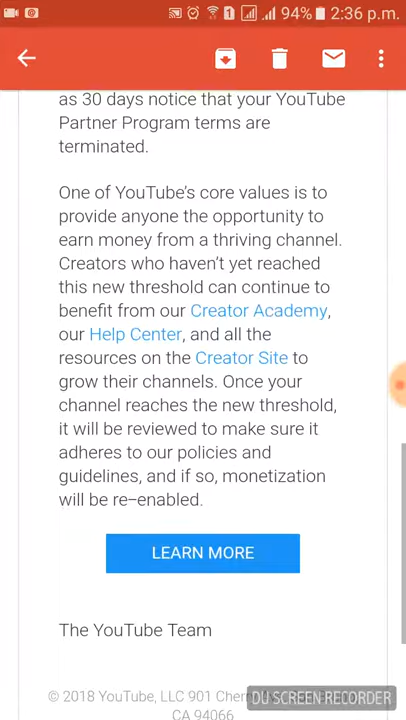 94% 2:36 p.m.
as 30 days notice that your YouTube
Partner Program terms are
terminated.
One of YouTube's core values is to
provide anyone the opportunity to
earn money from a thriving channel.
Creators who haven't yet reached
this new threshold can continue to
benefit from our Creator Academy,
our Help Center, and all the
resources on the Creator Site to
grow their channels. Once your
channel reaches the new threshold,
it will be reviewed to make sure it
adheres to our policies and
guidelines, and if so, monetization
will be re–enabled.
LEARN MORE
The YouTube Team
© 2018 YouTube, LLC 901
DU SCREEN RECORDER
CA 94066